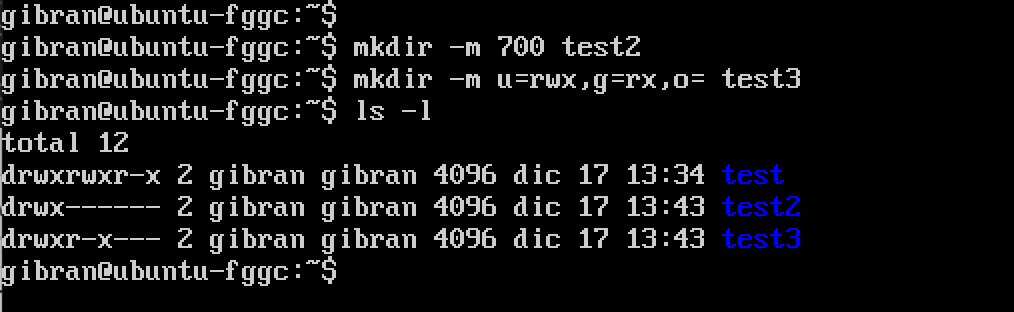 gibran@ubuntu-fggc:~$
gibran@ubuntu-fggc:~$ mkdir -m 700 test2
gibran@ubuntu-fggc:~$ mkdir -m u=rwx,g=rx,o= test3
gibran@ubuntu-fggc:~$ ls -l
total 12
drwxrwxr-x 2 gibran gibran 4096 dic 17 13:34 test
drwx------ 2 gibran gibran 4096 dic 17 13:43 test2
drwxr-x--- 2 gibran gibran 4096 dic 17 13:43 test3
gibran@ubuntu-fggc:~$